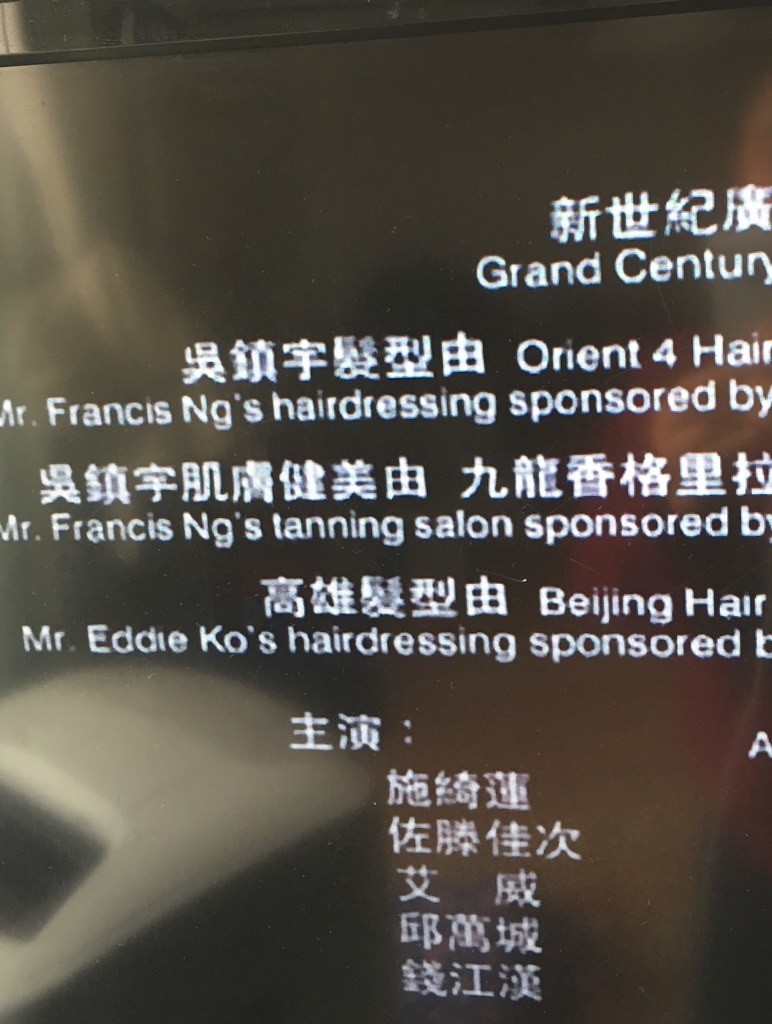 新世紀廣
Grand Century
吳鎮宇髮型由 Orient 4 Hair
Mr. Francis Ng's hairdressing sponsored by
吳鎮宇肌膚健美由 九龍香格里拉
Mr. Francis Ng's tanning salon sponsored by
高雄髮型由 Beijing Hair
Mr. Eddie Ko's hairdressing sponsored b
主演： A
施綺蓮
佐滕佳次
艾 威
邱萬城
錢江漢